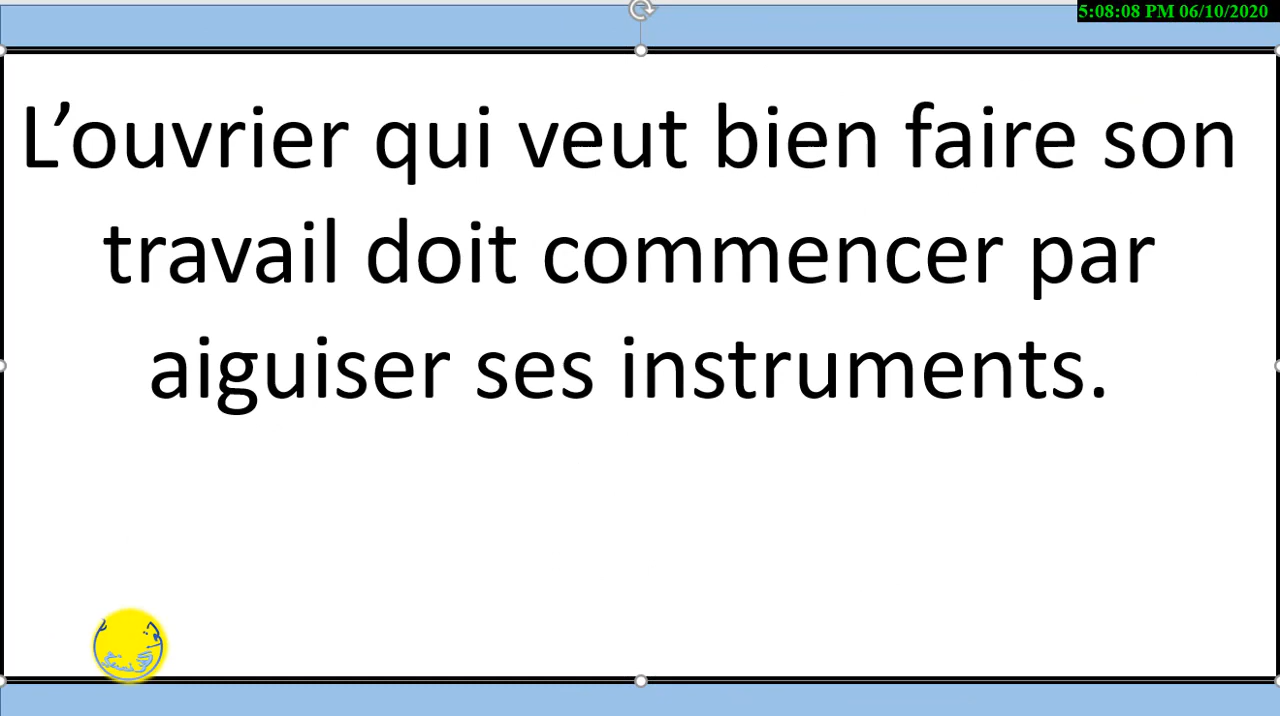 5:08:08 PM 06/10/2020
L’ouvrier qui veut bien faire son
travail doit commencer par
aiguiser ses instruments.